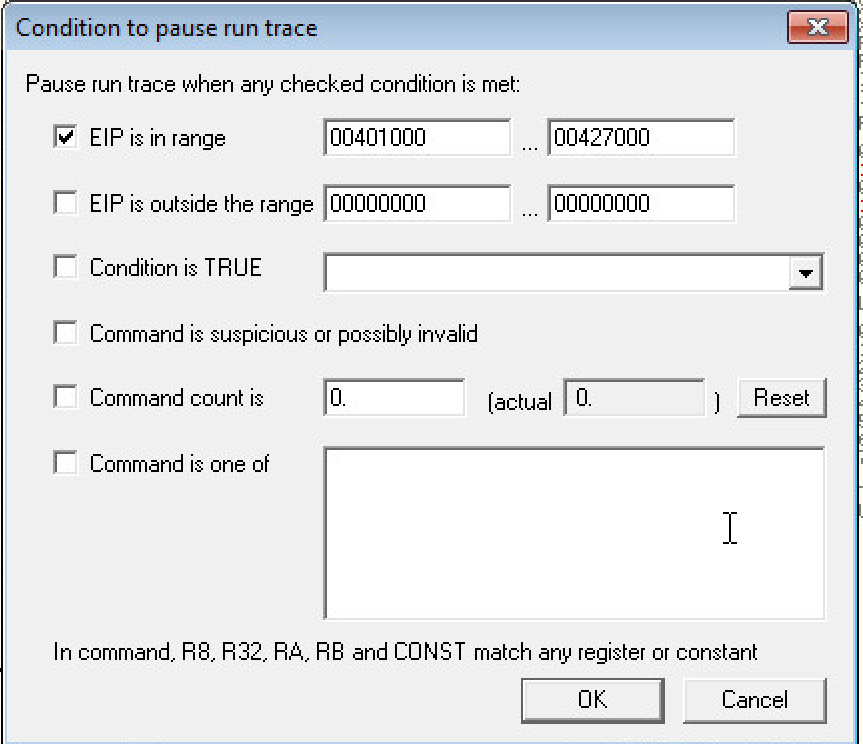 Condition to pause run trace
Pause run trace when any checked condition is met:
EIP is in range 00401000 ... 00427000
EIP is outside the range 00000000 ... 00000000
Condition is TRUE
Command is suspicious or possibly invalid
Command count is 0. (actual 0. ) Reset
Command is one of
In command, R8, R32, RA, RB and CONST match any register or constant
OK Cancel